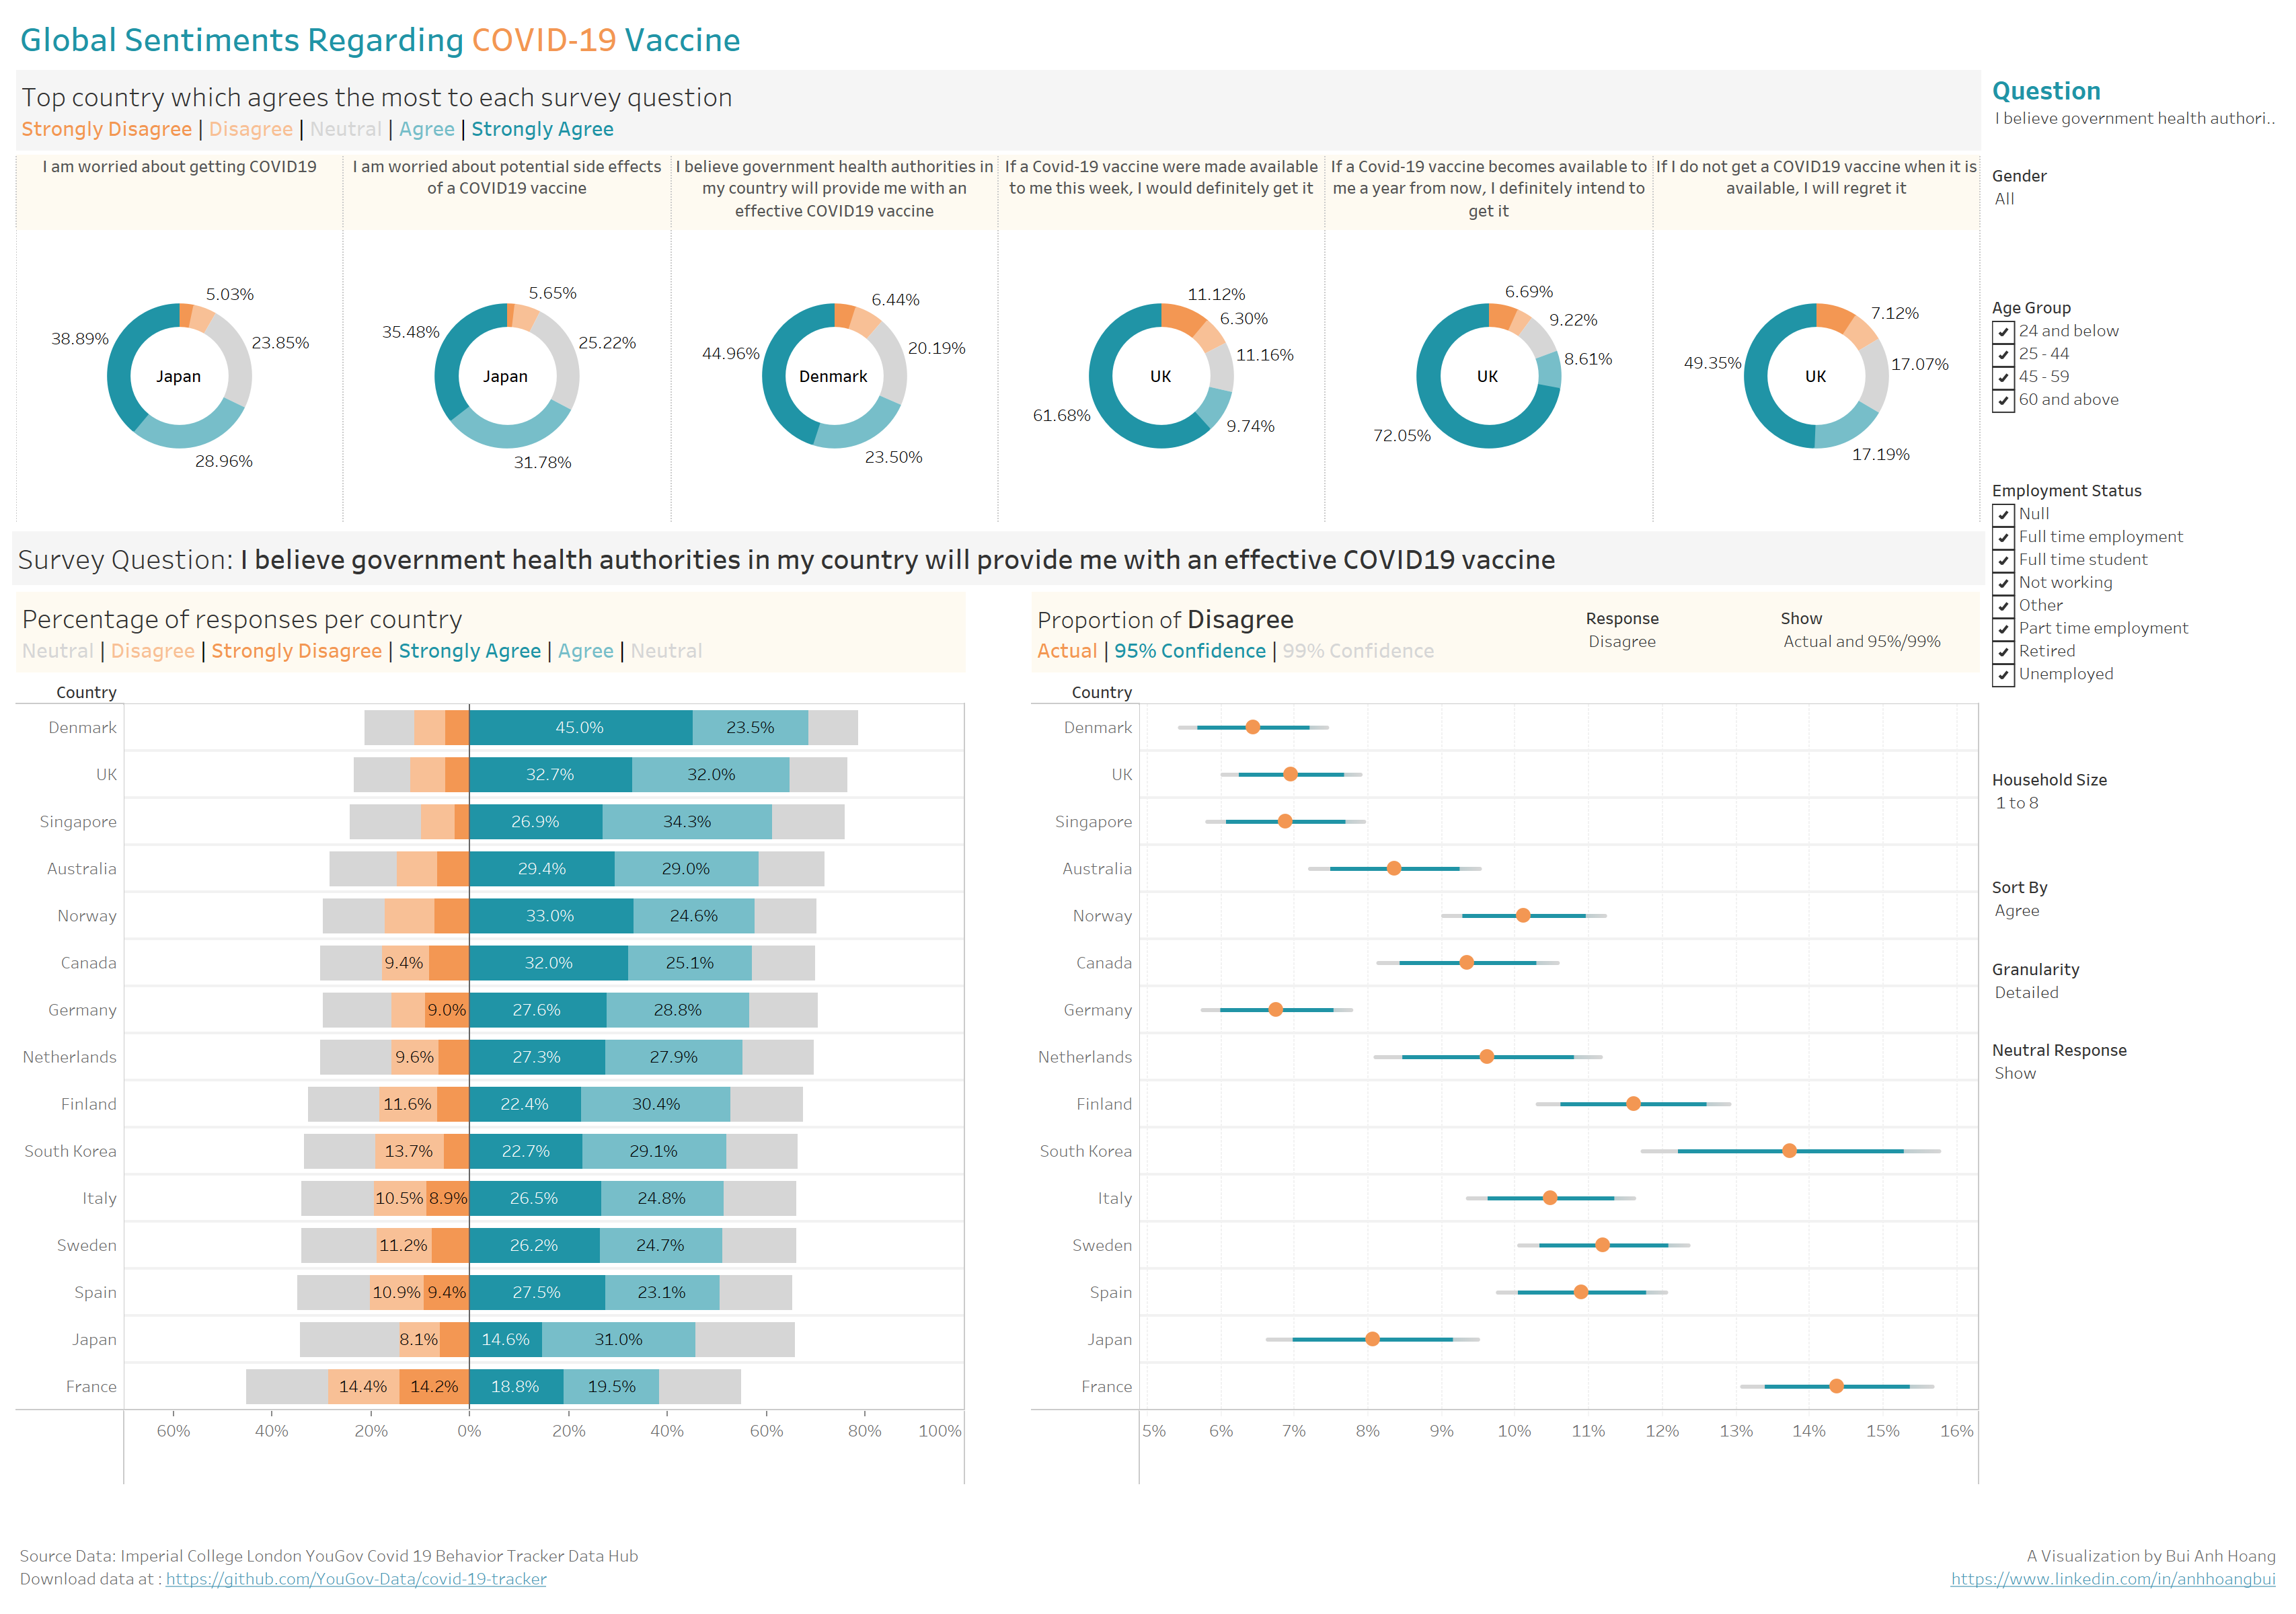 Global Sentiments Regarding COVID-19 Vaccine
Top country which agrees the most to each survey question
Strongly Disagree | Disagree | Neutral | Agree | Strongly Agree
I am worried about getting COVID19
I am worried about potential side effects
of a COVID19 vaccine
I believe government health authorities in
my country will provide me with an
effective COVID19 vaccine
If a Covid-19 vaccine were made available
to me this week, I would definitely get it
If a Covid-19 vaccine becomes available to
me a year from now, I definitely intend to
get it
If I do not get a COVID19 vaccine when it is
available, I will regret it
5.03%
38.89%
23.85%
Japan
28.96%
5.65%
35.48%
25.22%
Japan
31.78%
6.44%
44.96%
20.19%
Denmark
23.50%
11.12%
6.30%
11.16%
UK
61.68%
9.74%
6.69%
9.22%
8.61%
UK
72.05%
7.12%
49.35%
17.07%
UK
17.19%
Question
I believe government health authori..
Gender
All
Age Group
24 and below
25 - 44
45 - 59
60 and above
Employment Status
Null
Full time employment
Full time student
Not working
Other
Part time employment
Retired
Unemployed
Household Size
1 to 8
Sort By
Agree
Granularity
Detailed
Neutral Response
Show
Survey Question: I believe government health authorities in my country will provide me with an effective COVID19 vaccine
Percentage of responses per country
Neutral | Disagree | Strongly Disagree | Strongly Agree | Agree | Neutral
Country
Denmark 45.0% 23.5%
UK 32.7% 32.0%
Singapore 26.9% 34.3%
Australia 29.4% 29.0%
Norway 33.0% 24.6%
Canada 9.4% 32.0% 25.1%
Germany 9.0% 27.6% 28.8%
Netherlands 9.6% 27.3% 27.9%
Finland 11.6% 22.4% 30.4%
South Korea 13.7% 22.7% 29.1%
Italy 10.5% 8.9% 26.5% 24.8%
Sweden 11.2% 26.2% 24.7%
Spain 10.9% 9.4% 27.5% 23.1%
Japan 8.1% 14.6% 31.0%
France 14.4% 14.2% 18.8% 19.5%
60% 40% 20% 0% 20% 40% 60% 80% 100%
Proportion of Disagree
Actual | 95% Confidence | 99% Confidence
Response
Disagree
Show
Actual and 95%/99%
Country
Denmark
UK
Singapore
Australia
Norway
Canada
Germany
Netherlands
Finland
South Korea
Italy
Sweden
Spain
Japan
France
5% 6% 7% 8% 9% 10% 11% 12% 13% 14% 15% 16%
Source Data: Imperial College London YouGov Covid 19 Behavior Tracker Data Hub
Download data at : https://github.com/YouGov-Data/covid-19-tracker
A Visualization by Bui Anh Hoang
https://www.linkedin.com/in/anhhoangbui